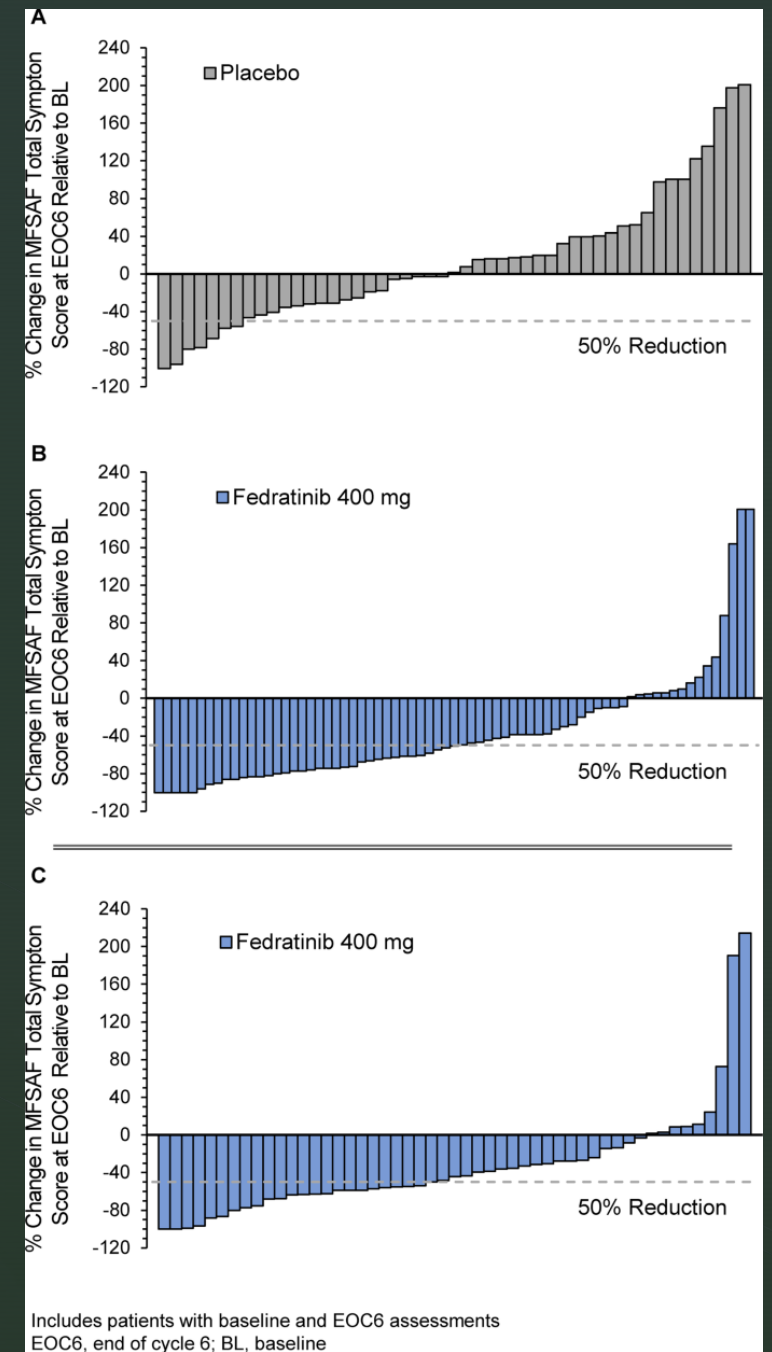 A
% Change in MFSAF Total Sympton
Score at EOC6 Relative to BL
240
200
160
120
80
40
0
-40
-80
-120
Placebo
50% Reduction
B
% Change in MFSAF Total Sympton
Score at EOC6 Relative to BL
240
200
160
120
80
40
0
-40
-80
-120
Fedratinib 400 mg
50% Reduction
C
% Change in MFSAF Total Sympton
Score at EOC6 Relative to BL
240
200
160
120
80
40
0
-40
-80
-120
Fedratinib 400 mg
50% Reduction
Includes patients with baseline and EOC6 assessments
EOC6, end of cycle 6; BL, baseline